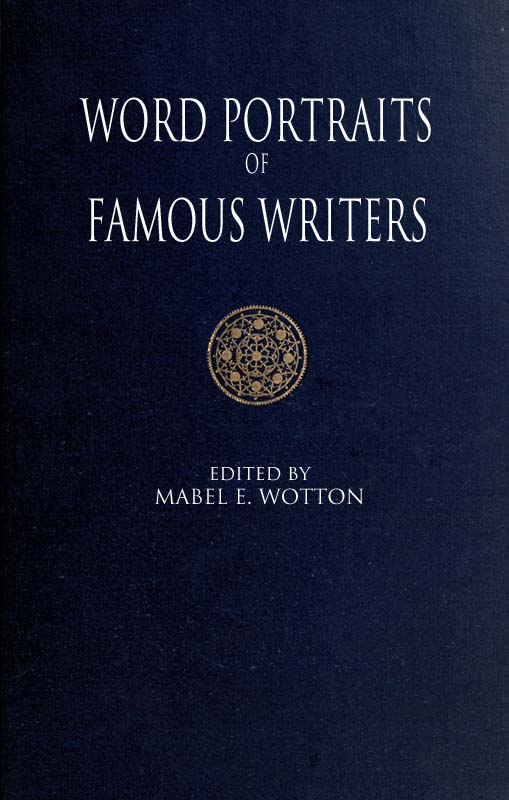 WORD PORTRAITS
OF
FAMOUS WRITERS
EDITED BY
MABEL E. WOTTON